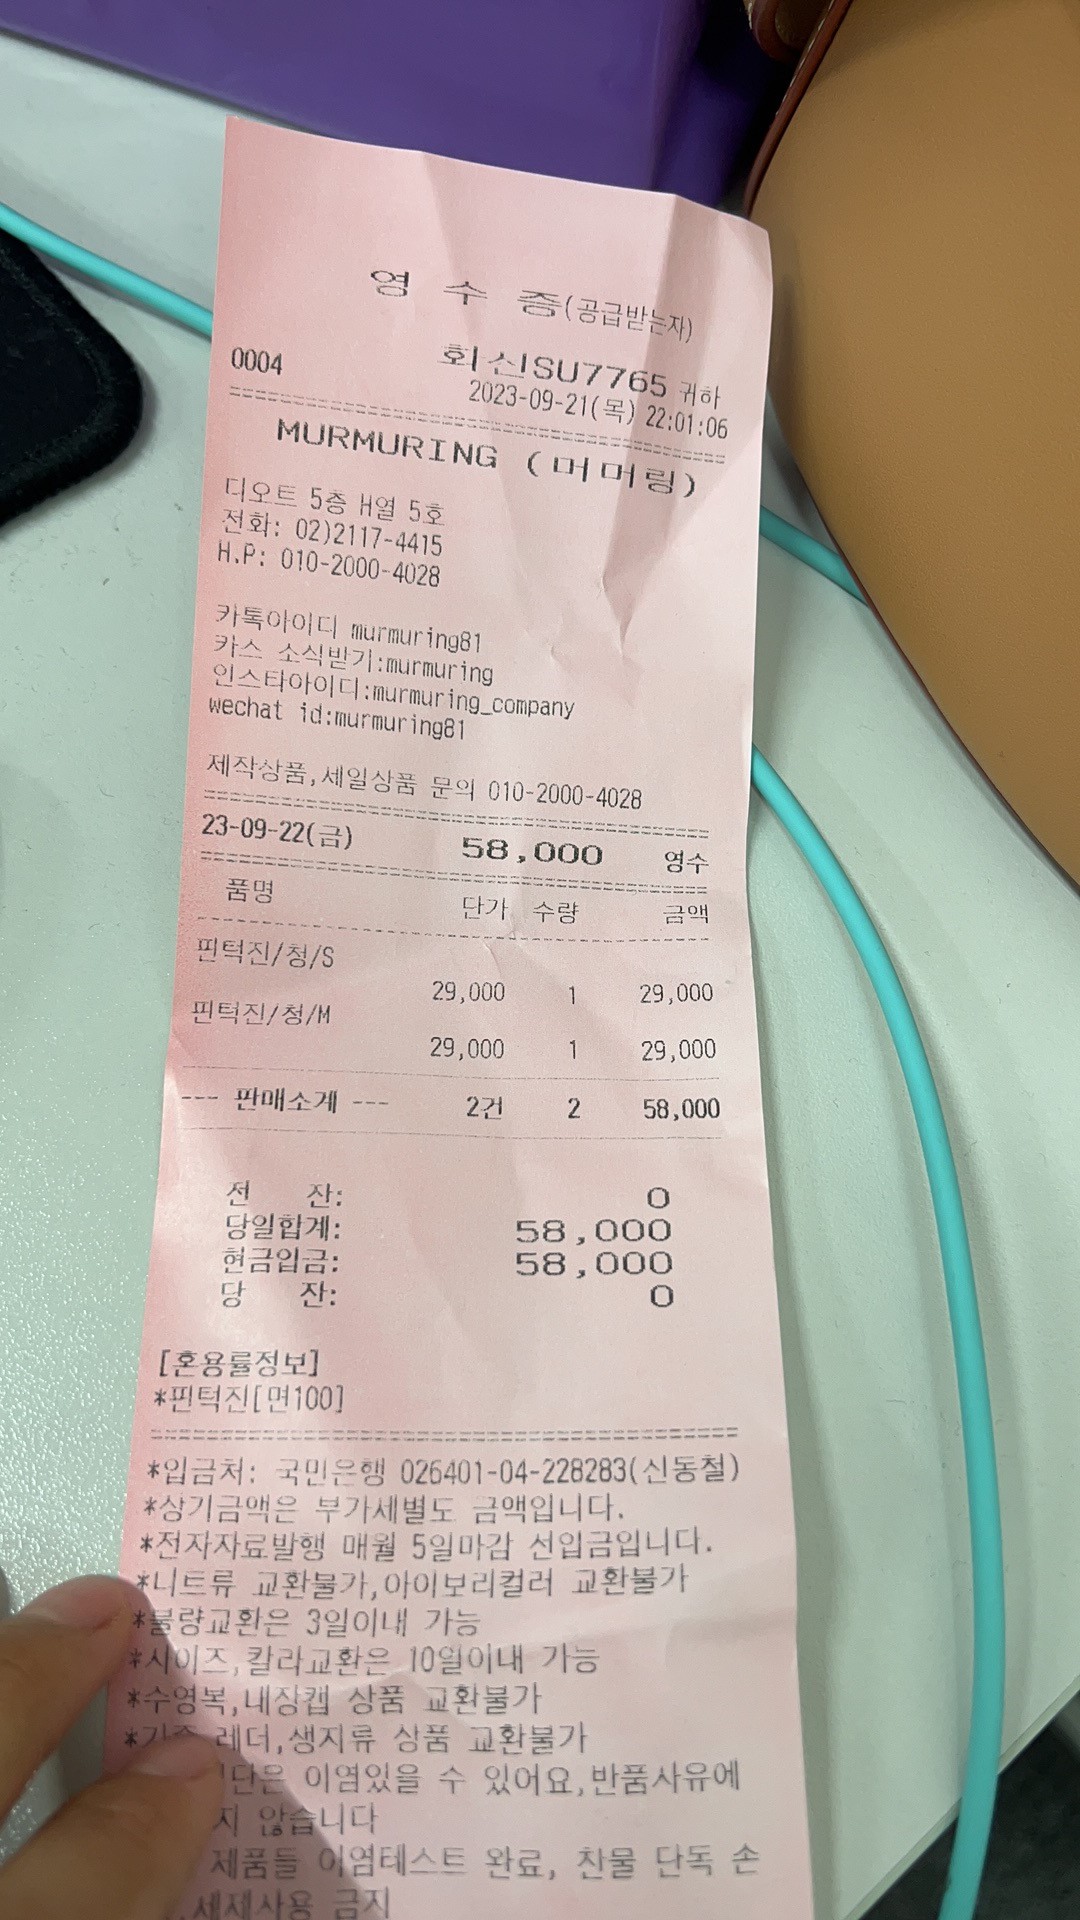 영 수 증(공급받는자)
0004 회신SU7765 귀하
2023-09-21(목) 22:01:06
MURMURING (머머링)
디오트 5층 H열 5호
전화: 02)2117-4415
H.P: 010-2000-4028
카톡아이디 murmuring81
카스 소식받기:murmuring
인스타아이디:murmuring_company
wechat id:murmuring81
제작상품,세일상품 문의 010-2000-4028
23-09-22(금) 58,000 영수
품명 단가 수량 금액
핀턱진/청/S
29,000 1 29,000
핀턱진/청/M
29,000 1 29,000
--- 판매소계 --- 2건 2 58,000
전 잔: 0
당일합계: 58,000
현금입금: 58,000
당 잔: 0
[혼용률정보]
*핀턱진[면100]
*입금처: 국민은행 026401-04-228283(신동철)
*상기금액은 부가세별도 금액입니다.
*전자자료발행 매월 5일마감 선입금입니다.
*니트류 교환불가,아이보리컬러 교환불가
*불량교환은 3일이내 가능
*시이즈,칼라교환은 10일이내 가능
*수영복,내장캡 상품 교환불가
레더,생지류 상품 교환불가
이염있을 수 있어요,반품사유에
않습니다
제품들 이염테스트 완료, 찬물 단독 손
세제사용 금지